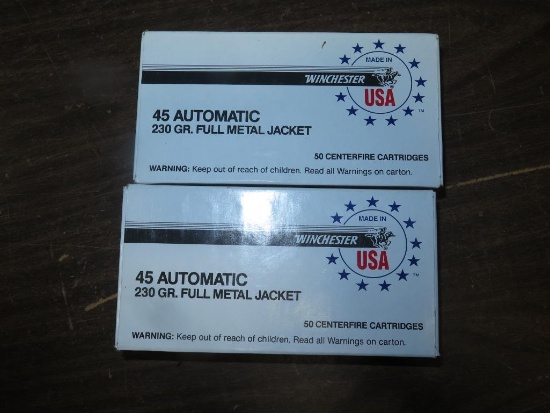 MADE IN
WINCHESTER
USA
™
45 AUTOMATIC
230 GR. FULL METAL JACKET
50 CENTERFIRE CARTRIDGES
WARNING: Keep out of reach of children. Read all Warnings on carton.
MADE IN
WINCHESTER
USA
™
45 AUTOMATIC
230 GR. FULL METAL JACKET
50 CENTERFIRE CARTRIDGES
WARNING: Keep out of reach of children. Read all Warnings on carton.